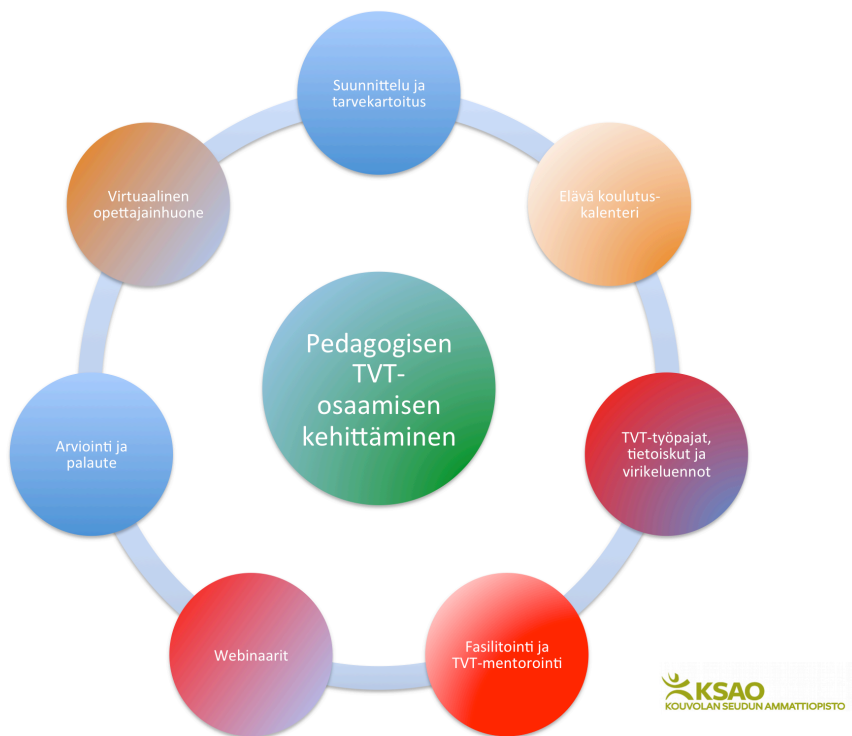 Suunnittelu ja
tarvekartoitus
Elävä koulutus-
kalenteri
TVT-työpajat,
tietoiskut ja
virikeluennot
Fasilitointi ja
TVT-mentorointi
Webinaarit
Arviointi ja
palaute
Virtuaalinen
opettajainhuone
Pedagogisen
TVT-
osaamisen
kehittäminen
KSAO
KOUVOLAN SEUDUN AMMATTIOPISTO